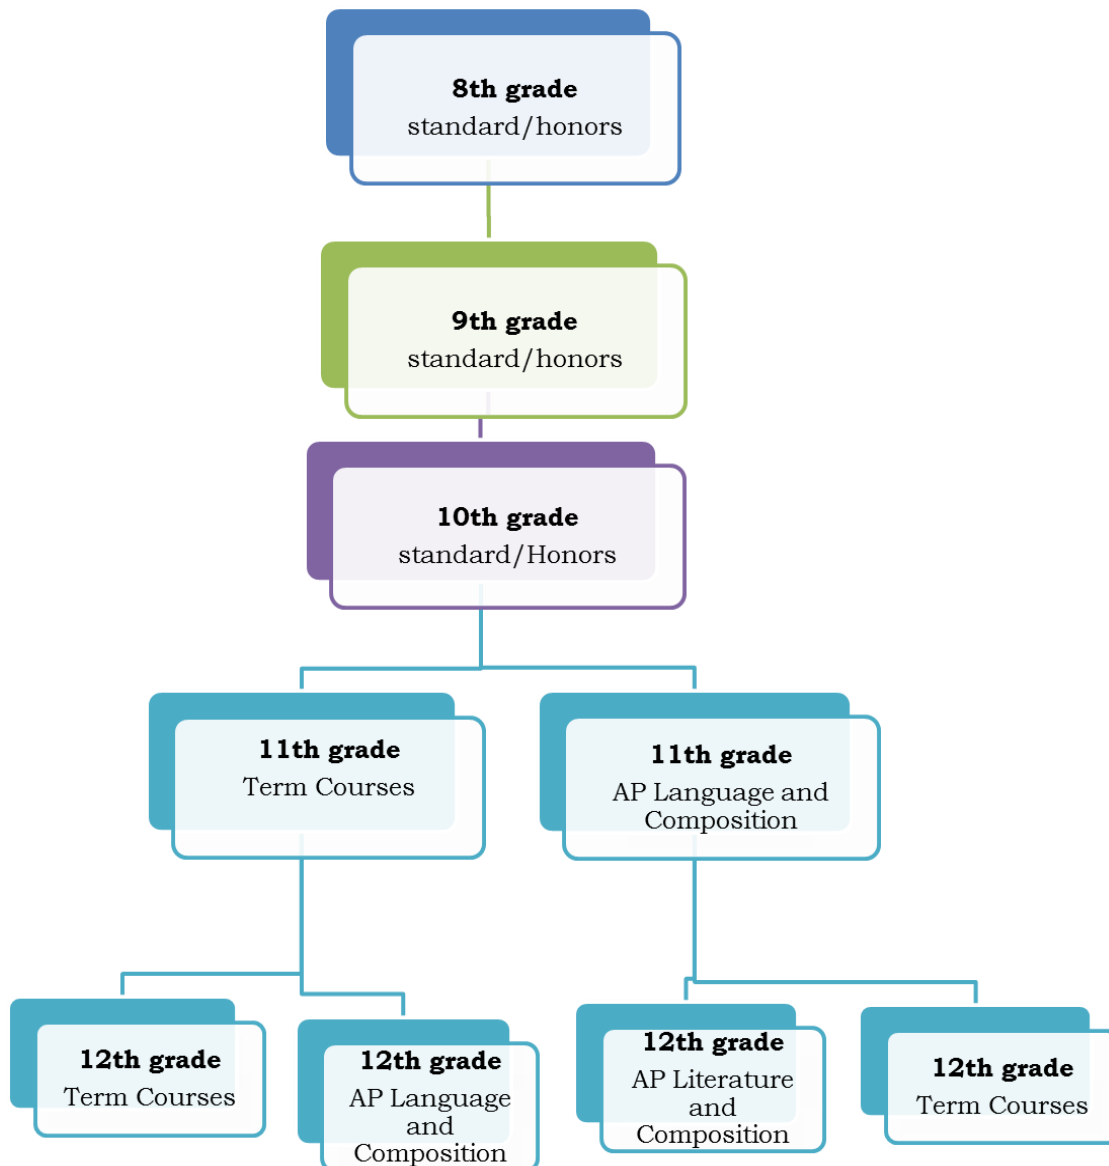 8th grade
standard/honors
9th grade
standard/honors
10th grade
standard/Honors
11th grade
Term Courses
11th grade
AP Language and
Composition
12th grade
Term Courses
12th grade
AP Language
and
Composition
12th grade
AP Literature
and
Composition
12th grade
Term Courses